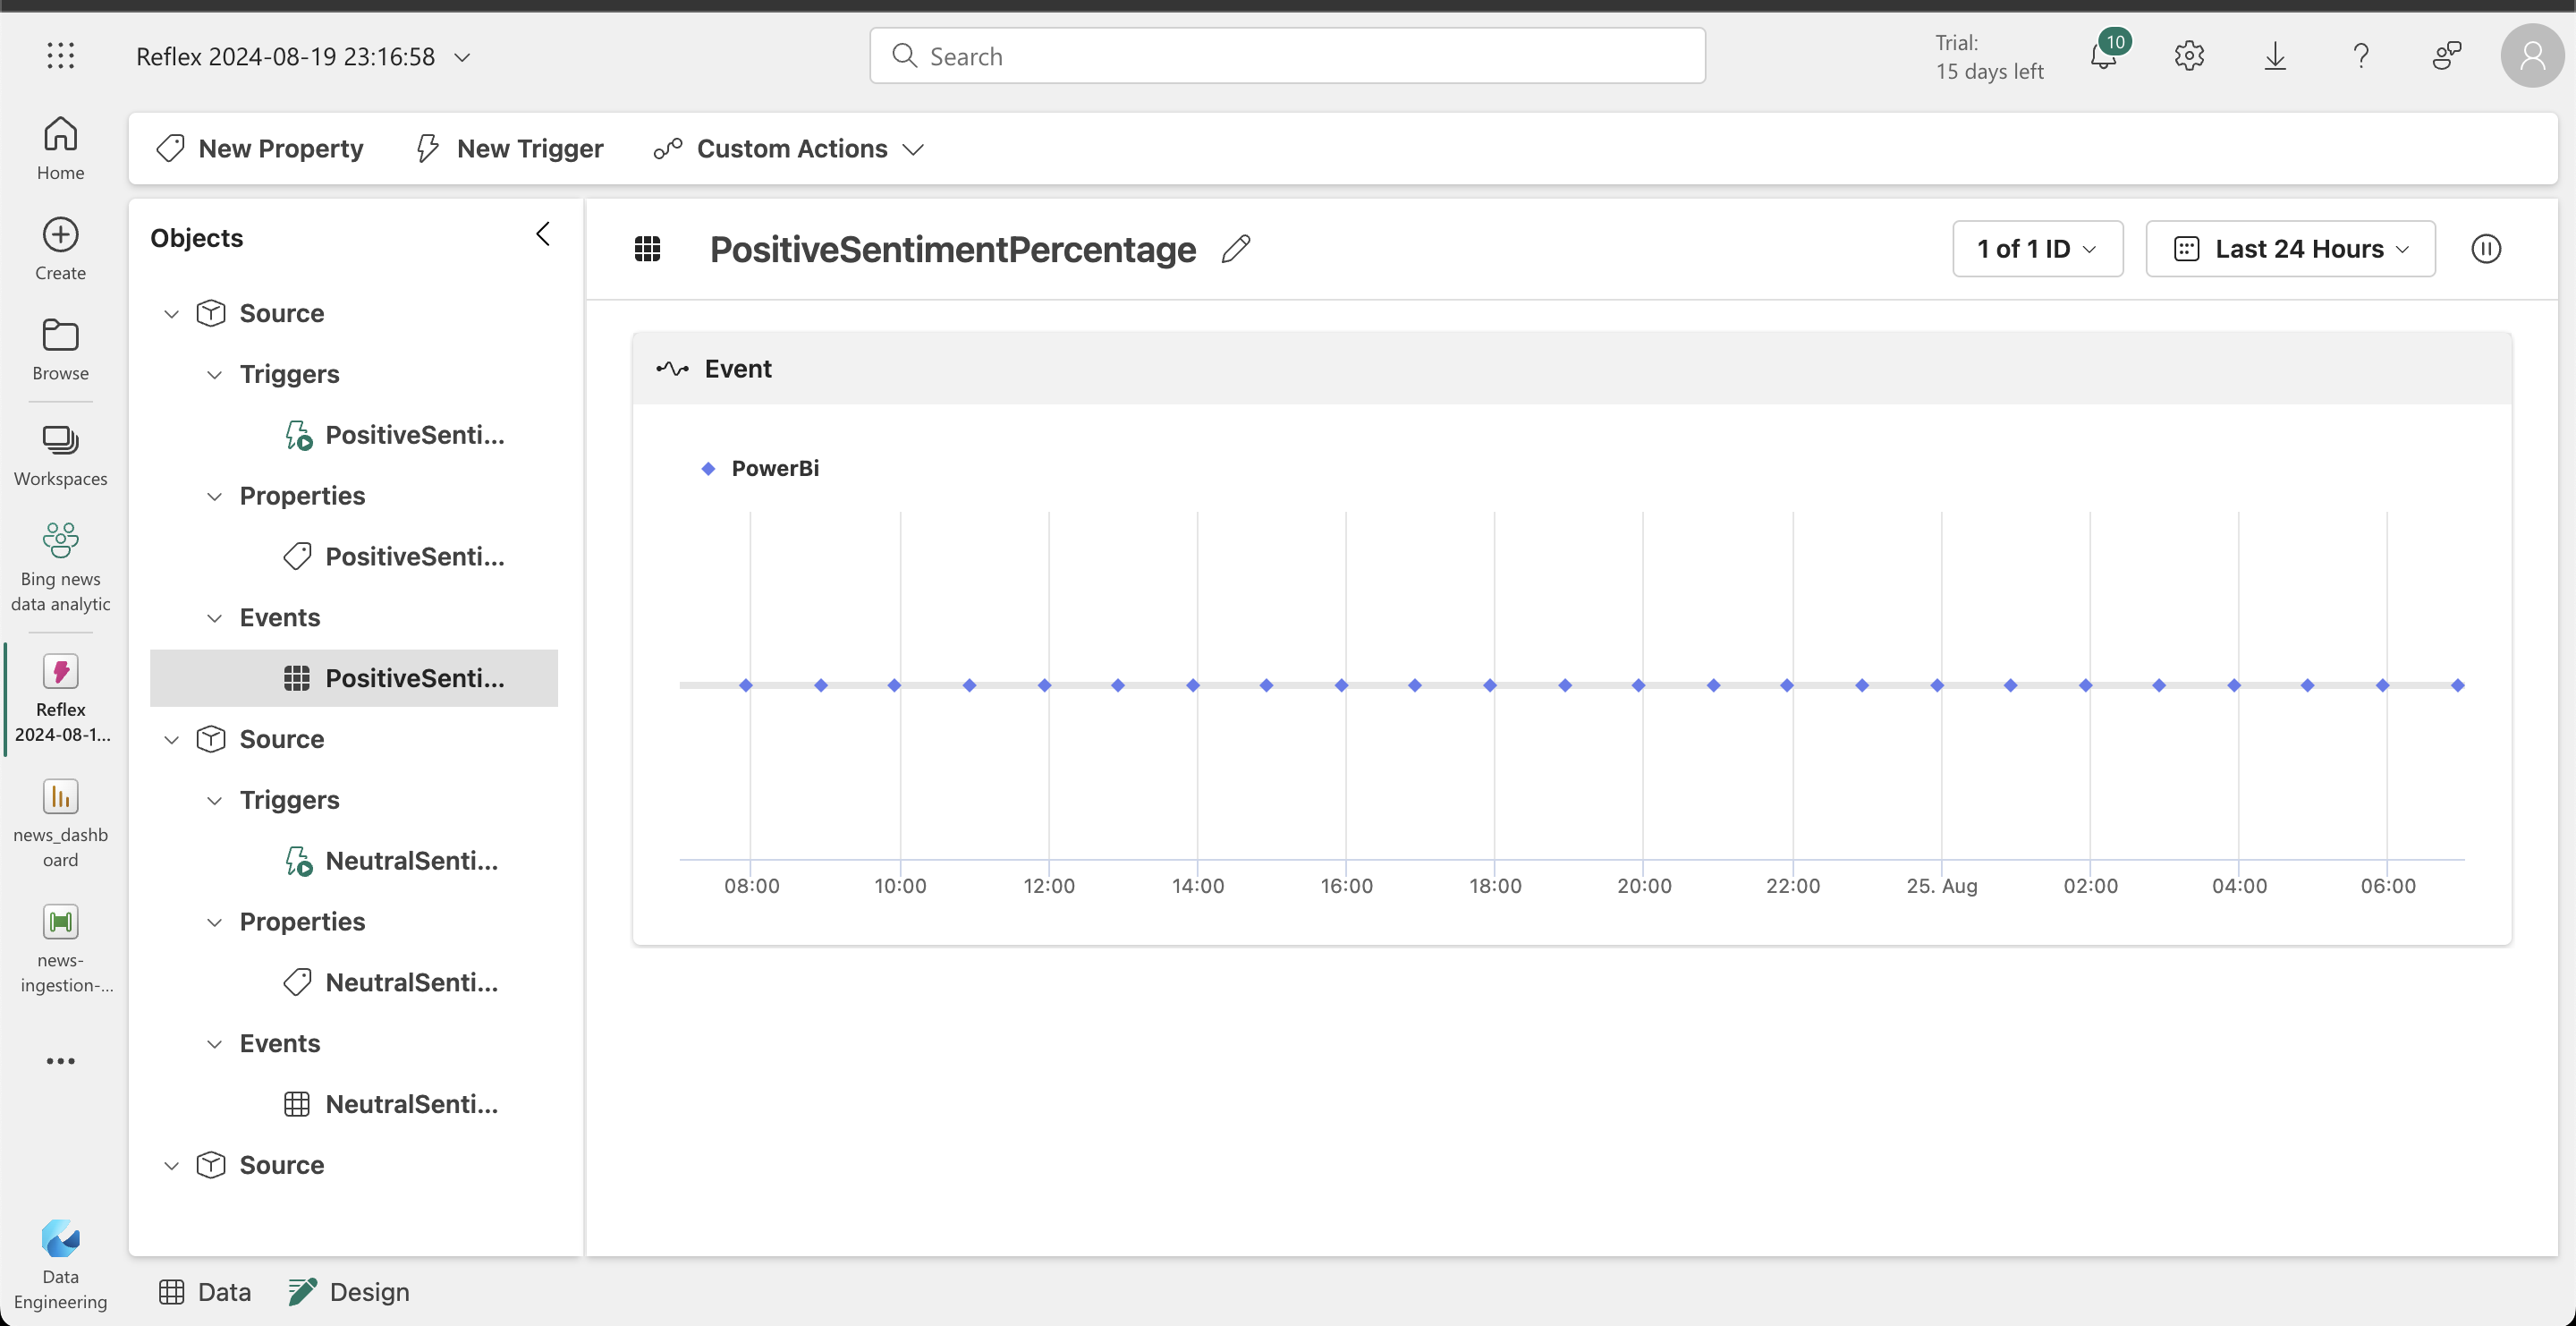 Reflex 2024-08-19 23:16:58
Search
Trial:
15 days left
10
Home
Create
Browse
Workspaces
Bing news
data analytic
Reflex
2024-08-1...
news_dashb
oard
news-
ingestion-...
Data
Engineering
New Property
New Trigger
Custom Actions
Objects
Source
Triggers
PositiveSenti...
Properties
PositiveSenti...
Events
PositiveSenti...
Source
Triggers
NeutralSenti...
Properties
NeutralSenti...
Events
NeutralSenti...
Source
PositiveSentimentPercentage
1 of 1 ID
Last 24 Hours
Event
PowerBi
08:00 10:00 12:00 14:00 16:00 18:00 20:00 22:00 25. Aug 02:00 04:00 06:00
Data
Design